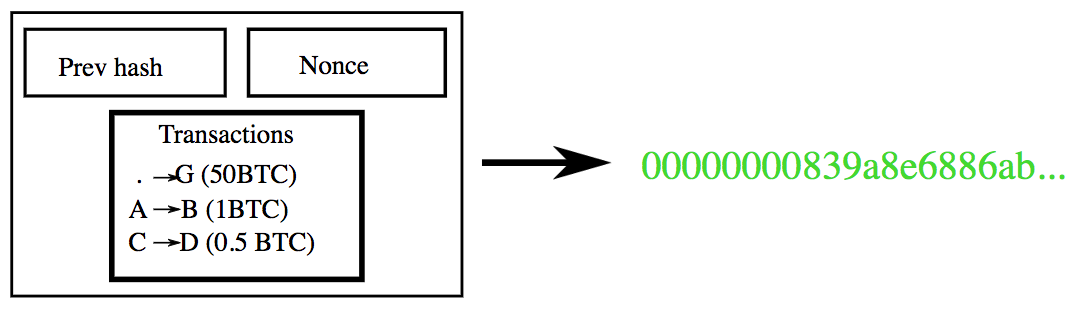 Prev hash
Nonce
Transactions
. →G (50BTC)
A →B (1BTC)
C →D (0.5 BTC)
00000000839a8e6886ab...